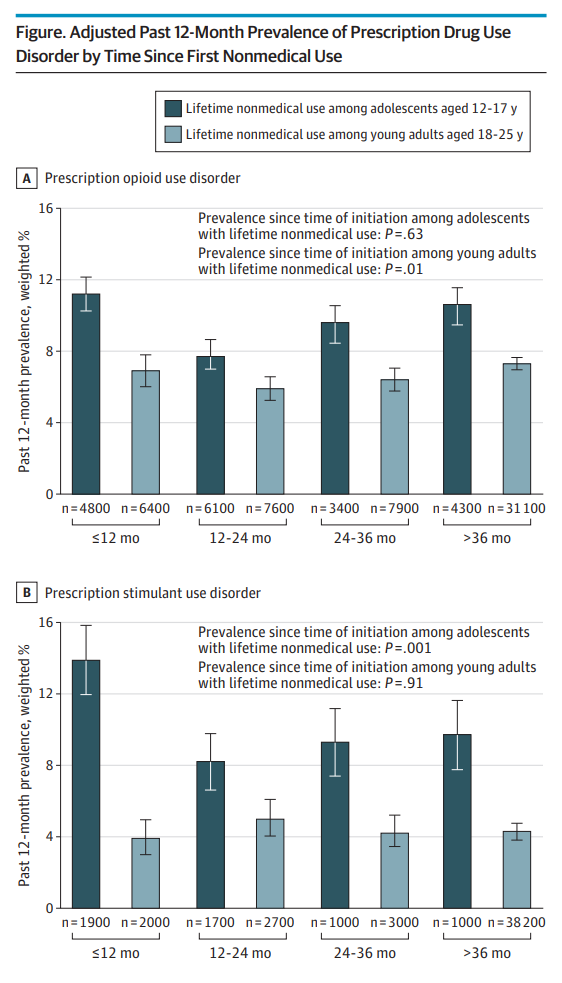 Figure. Adjusted Past 12-Month Prevalence of Prescription Drug Use
Disorder by Time Since First Nonmedical Use
Lifetime nonmedical use among adolescents aged 12-17 y
Lifetime nonmedical use among young adults aged 18-25 y
A Prescription opioid use disorder
Past 12-month prevalence, weighted %
16
12
8
4
0
Prevalence since time of initiation among adolescents
with lifetime nonmedical use: P=.63
Prevalence since time of initiation among young adults
with lifetime nonmedical use: P=.01
n=4800 n=6400 n=6100 n=7600 n=3400 n=7900 n=4300 n=31 100
≤12 mo 12-24 mo 24-36 mo >36 mo
B Prescription stimulant use disorder
Past 12-month prevalence, weighted %
16
12
8
4
0
Prevalence since time of initiation among adolescents
with lifetime nonmedical use: P=.001
Prevalence since time of initiation among young adults
with lifetime nonmedical use: P=.91
n=1900 n=2000 n=1700 n=2700 n=1000 n=3000 n=1000 n=38 200
≤12 mo 12-24 mo 24-36 mo >36 mo